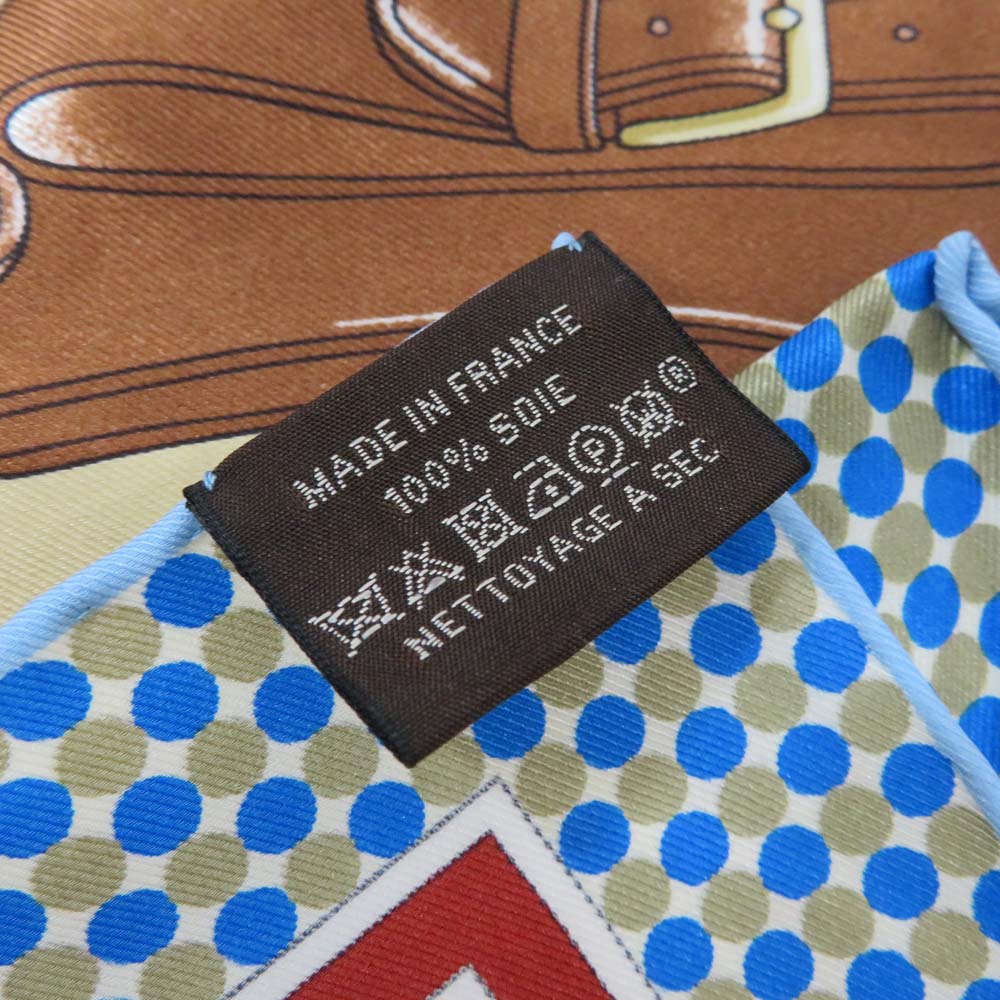 MADE IN FRANCE
100% SOIE
®
NETTOYAGE A SEC